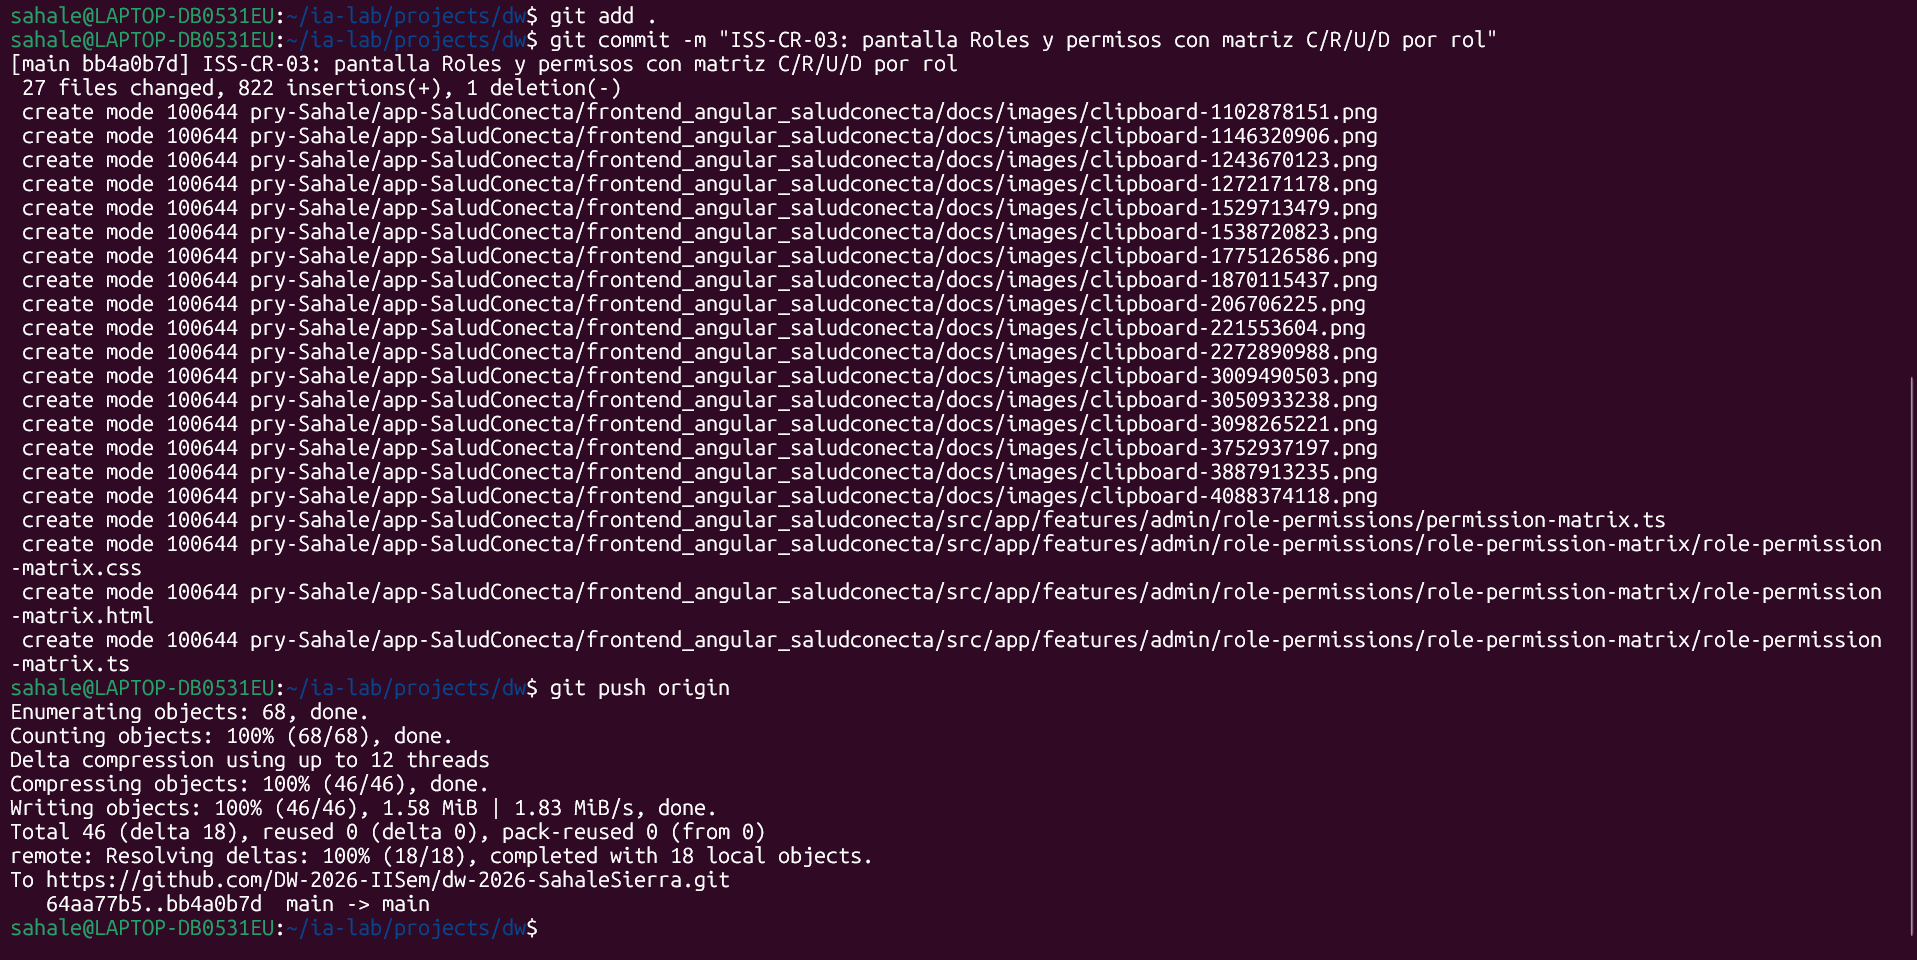 sahale@LAPTOP-DB0531EU:~/ia-lab/projects/dw$ git add .
sahale@LAPTOP-DB0531EU:~/ia-lab/projects/dw$ git commit -m "ISS-CR-03: pantalla Roles y permisos con matriz C/R/U/D por rol"
[main bb4a0b7d] ISS-CR-03: pantalla Roles y permisos con matriz C/R/U/D por rol
 27 files changed, 822 insertions(+), 1 deletion(-)
 create mode 100644 pry-Sahale/app-SaludConecta/frontend_angular_saludconecta/docs/images/clipboard-1102878151.png
 create mode 100644 pry-Sahale/app-SaludConecta/frontend_angular_saludconecta/docs/images/clipboard-1146320906.png
 create mode 100644 pry-Sahale/app-SaludConecta/frontend_angular_saludconecta/docs/images/clipboard-1243670123.png
 create mode 100644 pry-Sahale/app-SaludConecta/frontend_angular_saludconecta/docs/images/clipboard-1272171178.png
 create mode 100644 pry-Sahale/app-SaludConecta/frontend_angular_saludconecta/docs/images/clipboard-1529713479.png
 create mode 100644 pry-Sahale/app-SaludConecta/frontend_angular_saludconecta/docs/images/clipboard-1538720823.png
 create mode 100644 pry-Sahale/app-SaludConecta/frontend_angular_saludconecta/docs/images/clipboard-1775126586.png
 create mode 100644 pry-Sahale/app-SaludConecta/frontend_angular_saludconecta/docs/images/clipboard-1870115437.png
 create mode 100644 pry-Sahale/app-SaludConecta/frontend_angular_saludconecta/docs/images/clipboard-206706225.png
 create mode 100644 pry-Sahale/app-SaludConecta/frontend_angular_saludconecta/docs/images/clipboard-221553604.png
 create mode 100644 pry-Sahale/app-SaludConecta/frontend_angular_saludconecta/docs/images/clipboard-2272890988.png
 create mode 100644 pry-Sahale/app-SaludConecta/frontend_angular_saludconecta/docs/images/clipboard-3009490503.png
 create mode 100644 pry-Sahale/app-SaludConecta/frontend_angular_saludconecta/docs/images/clipboard-3050933238.png
 create mode 100644 pry-Sahale/app-SaludConecta/frontend_angular_saludconecta/docs/images/clipboard-3098265221.png
 create mode 100644 pry-Sahale/app-SaludConecta/frontend_angular_saludconecta/docs/images/clipboard-3752937197.png
 create mode 100644 pry-Sahale/app-SaludConecta/frontend_angular_saludconecta/docs/images/clipboard-3887913235.png
 create mode 100644 pry-Sahale/app-SaludConecta/frontend_angular_saludconecta/docs/images/clipboard-4088374118.png
 create mode 100644 pry-Sahale/app-SaludConecta/frontend_angular_saludconecta/src/app/features/admin/role-permissions/permission-matrix.ts
 create mode 100644 pry-Sahale/app-SaludConecta/frontend_angular_saludconecta/src/app/features/admin/role-permissions/role-permission-matrix/role-permission
-matrix.css
 create mode 100644 pry-Sahale/app-SaludConecta/frontend_angular_saludconecta/src/app/features/admin/role-permissions/role-permission-matrix/role-permission
-matrix.html
 create mode 100644 pry-Sahale/app-SaludConecta/frontend_angular_saludconecta/src/app/features/admin/role-permissions/role-permission-matrix/role-permission
-matrix.ts
sahale@LAPTOP-DB0531EU:~/ia-lab/projects/dw$ git push origin
Enumerating objects: 68, done.
Counting objects: 100% (68/68), done.
Delta compression using up to 12 threads
Compressing objects: 100% (46/46), done.
Writing objects: 100% (46/46), 1.58 MiB | 1.83 MiB/s, done.
Total 46 (delta 18), reused 0 (delta 0), pack-reused 0 (from 0)
remote: Resolving deltas: 100% (18/18), completed with 18 local objects.
To https://github.com/DW-2026-IISem/dw-2026-SahaleSierra.git
   64aa77b5..bb4a0b7d  main -> main
sahale@LAPTOP-DB0531EU:~/ia-lab/projects/dw$